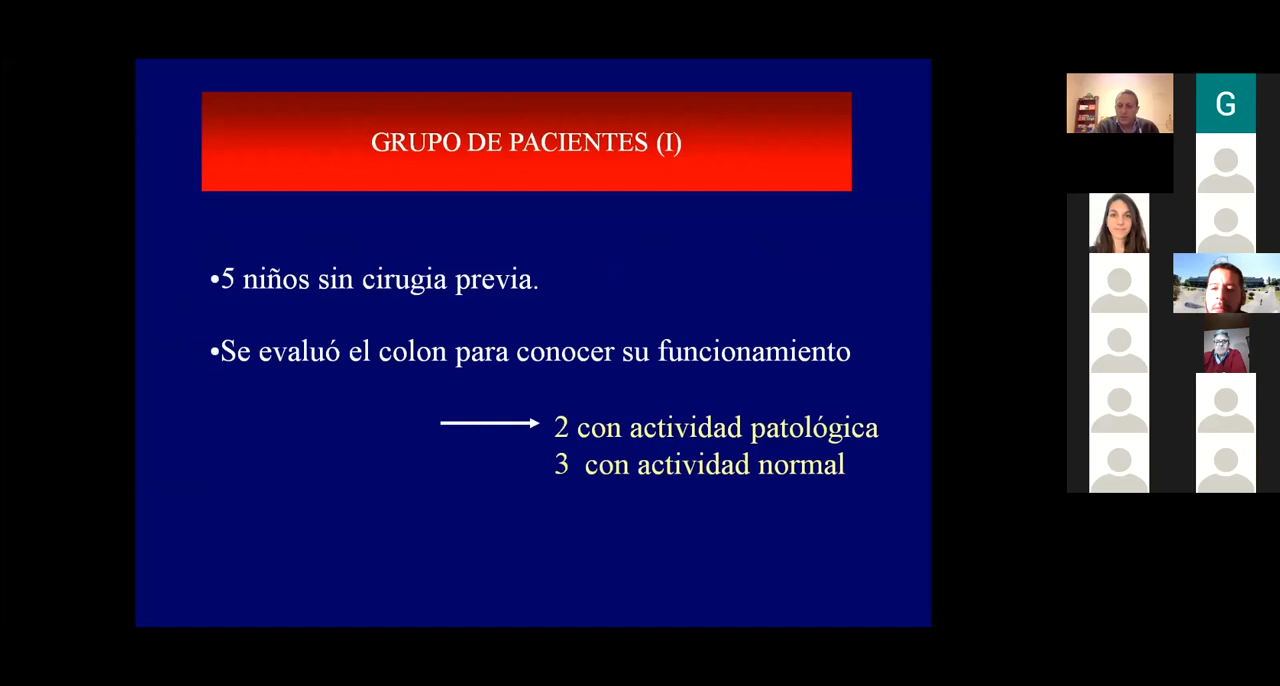 GRUPO DE PACIENTES (I)
•5 niños sin cirugia previa.
•Se evaluó el colon para conocer su funcionamiento
2 con actividad patológica
3 con actividad normal
G